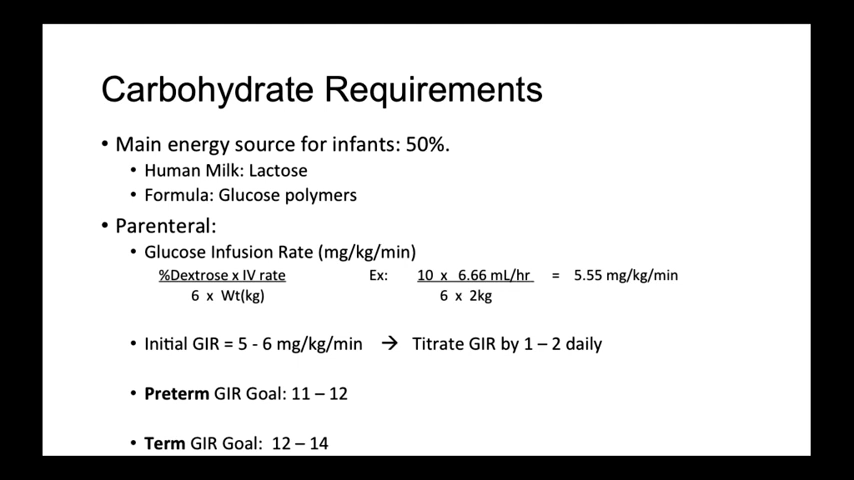 Carbohydrate Requirements
• Main energy source for infants: 50%.
• Human Milk: Lactose
• Formula: Glucose polymers
• Parenteral:
• Glucose Infusion Rate (mg/kg/min)
%Dextrose x IV rate Ex: 10 x 6.66 mL/hr = 5.55 mg/kg/min
6 x Wt(kg) 6 x 2kg
• Initial GIR = 5 - 6 mg/kg/min → Titrate GIR by 1 – 2 daily
• Preterm GIR Goal: 11 – 12
• Term GIR Goal: 12 – 14